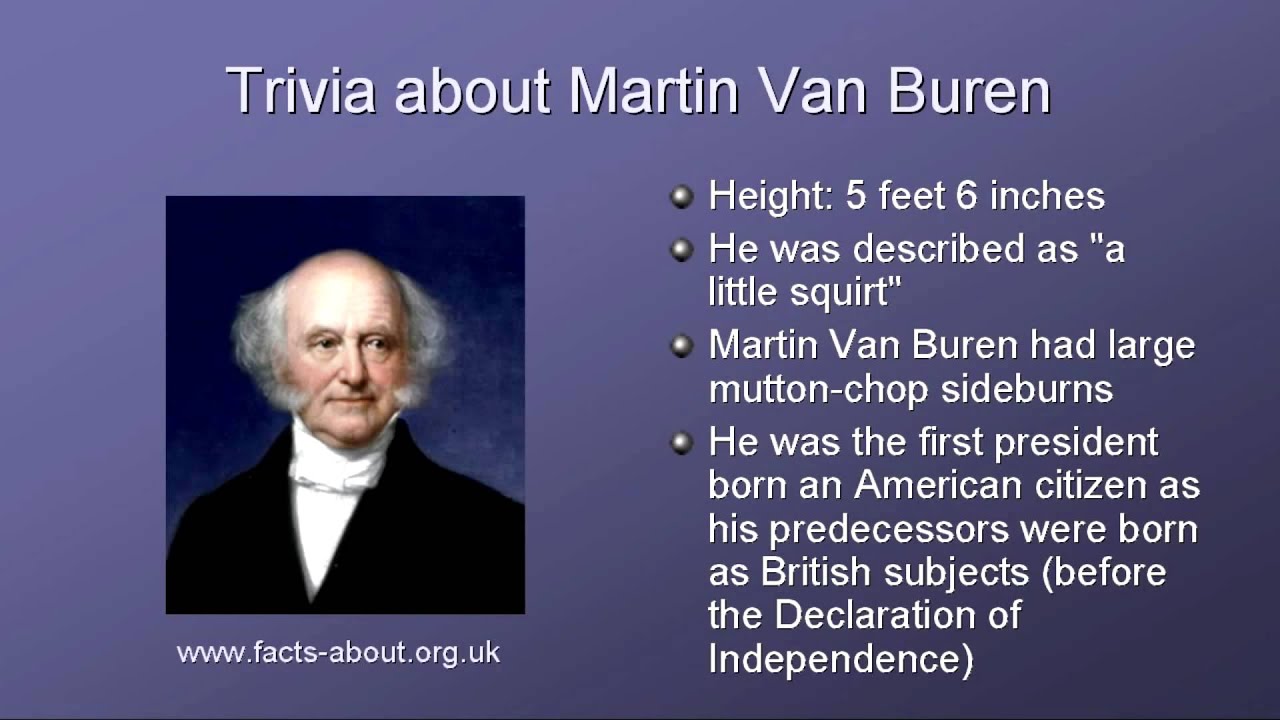 Trivia about Martin Van Buren
Height: 5 feet 6 inches
He was described as "a
little squirt"
Martin Van Buren had large
mutton-chop sideburns
He was the first president
born an American citizen as
his predecessors were born
as British subjects (before
the Declaration of
Independence)
www.facts-about.org.uk